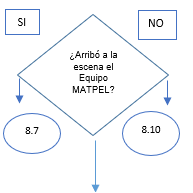 SI
NO
¿Arribó a la
escena el
Equipo
MATPEL?
8.7
8.10